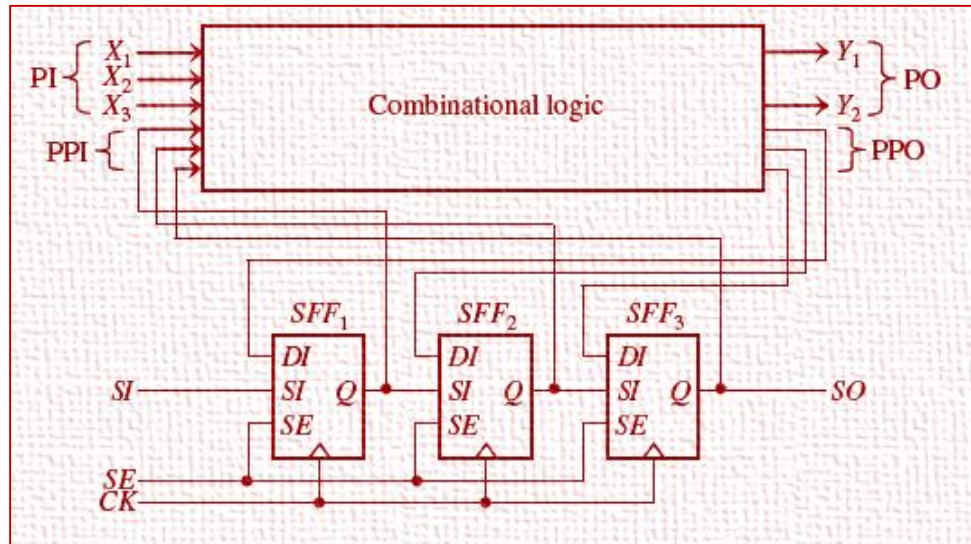 PI { X₁ Y₁ } PO
X₂
X₃ Y₂
Combinational logic
PPI { } PPO
SFF₁ SFF₂ SFF₃
DI DI DI
SI SI Q SI Q SI Q SO
SE SE SE
SE
CK